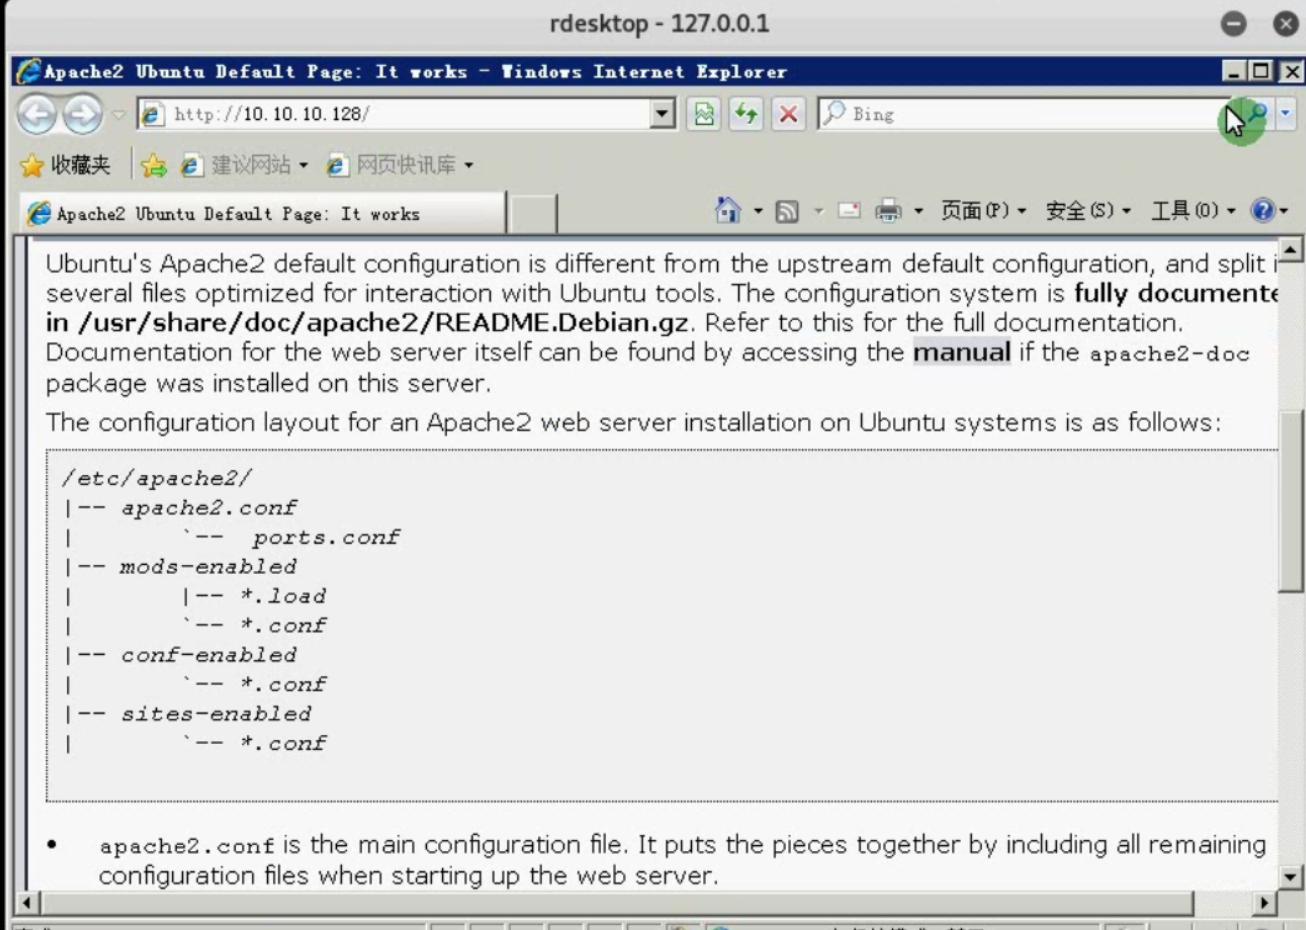 rdesktop - 127.0.0.1
Apache2 Ubuntu Default Page: It works - Windows Internet Explorer
http://10.10.10.128/
Bing
收藏夹 建议网站 网页快讯库
Apache2 Ubuntu Default Page: It works
页面(P) 安全(S) 工具(O)
Ubuntu's Apache2 default configuration is different from the upstream default configuration, and split i
several files optimized for interaction with Ubuntu tools. The configuration system is fully documente
in /usr/share/doc/apache2/README.Debian.gz. Refer to this for the full documentation.
Documentation for the web server itself can be found by accessing the manual if the apache2-doc
package was installed on this server.
The configuration layout for an Apache2 web server installation on Ubuntu systems is as follows:
/etc/apache2/
|-- apache2.conf
|       `--  ports.conf
|-- mods-enabled
|       |-- *.load
|       `-- *.conf
|-- conf-enabled
|       `-- *.conf
|-- sites-enabled
|       `-- *.conf
• apache2.conf is the main configuration file. It puts the pieces together by including all remaining
configuration files when starting up the web server.